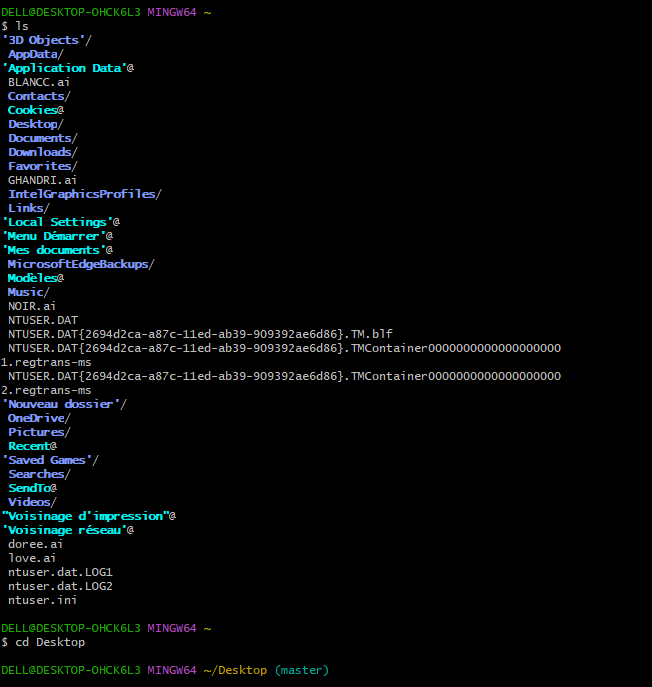 DELL@DESKTOP-OHCK6L3 MINGW64 ~
$ ls
'3D Objects'/
AppData/
'Application Data'@
BLANCC.ai
Contacts/
Cookies@
Desktop/
Documents/
Downloads/
Favorites/
GHANDRI.ai
IntelGraphicsProfiles/
Links/
'Local Settings'@
'Menu Démarrer'@
'Mes documents'@
MicrosoftEdgeBackups/
Modèles@
Music/
NOIR.ai
NTUSER.DAT
NTUSER.DAT{2694d2ca-a87c-11ed-ab39-909392ae6d86}.TM.blf
NTUSER.DAT{2694d2ca-a87c-11ed-ab39-909392ae6d86}.TMContainer0000000000000000000
1.regtrans-ms
NTUSER.DAT{2694d2ca-a87c-11ed-ab39-909392ae6d86}.TMContainer0000000000000000000
2.regtrans-ms
'Nouveau dossier'/
OneDrive/
Pictures/
Recent@
'Saved Games'/
Searches/
SendTo@
Videos/
"Voisinage d'impression"@
'Voisinage réseau'@
doree.ai
love.ai
ntuser.dat.LOG1
ntuser.dat.LOG2
ntuser.ini
DELL@DESKTOP-OHCK6L3 MINGW64 ~
$ cd Desktop
DELL@DESKTOP-OHCK6L3 MINGW64 ~/Desktop (master)